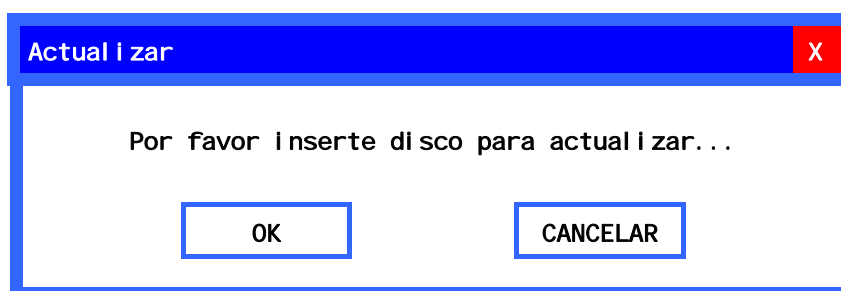 Actualizar X
Por favor inserte disco para actualizar...
OK CANCELAR